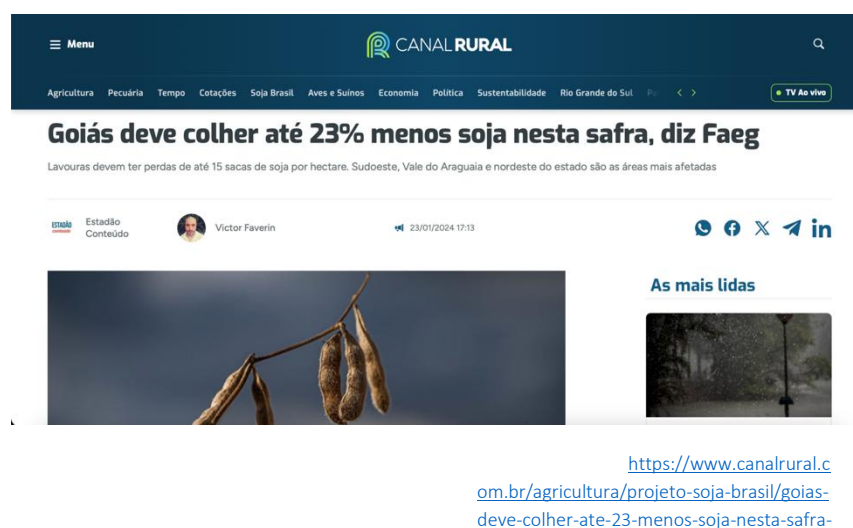 Menu
CANAL RURAL
Agricultura Pecuária Tempo Cotações Soja Brasil Aves e Suínos Economia Política Sustentabilidade Rio Grande do Sul TV Ao vivo
Goiás deve colher até 23% menos soja nesta safra, diz Faeg
Lavouras devem ter perdas de até 15 sacas de soja por hectare. Sudoeste, Vale do Araguaia e nordeste do estado são as áreas mais afetadas
ESTADÃO conteúdo
Estadão
Conteúdo
Victor Faverin
23/01/2024 17:13
As mais lidas
https://www.canalrural.c
om.br/agricultura/projeto-soja-brasil/goias-
deve-colher-ate-23-menos-soja-nesta-safra-